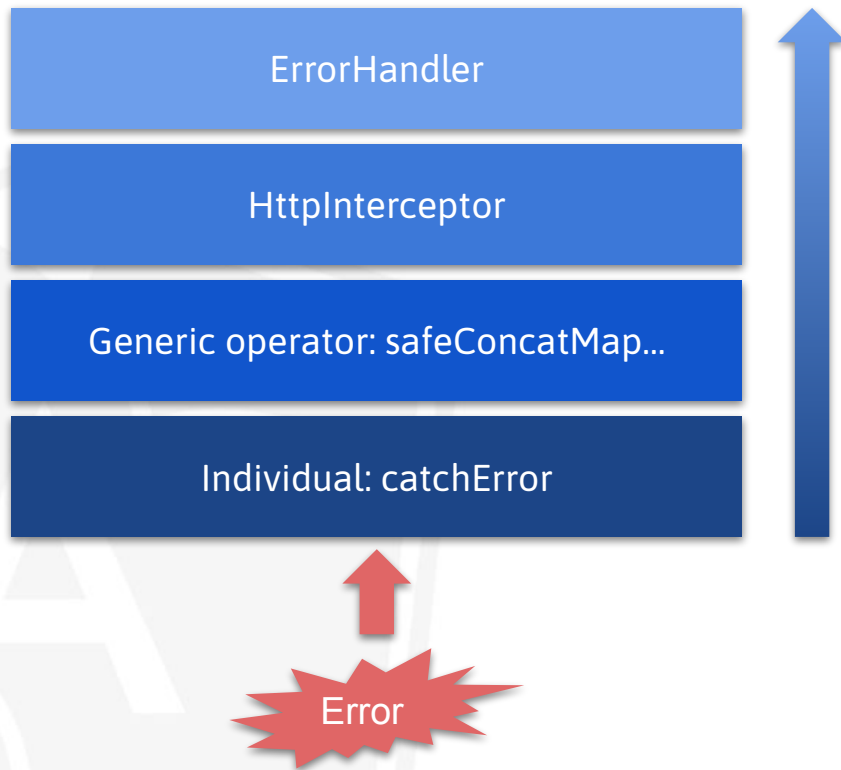 ErrorHandler
HttpInterceptor
Generic operator: safeConcatMap...
Individual: catchError
Error